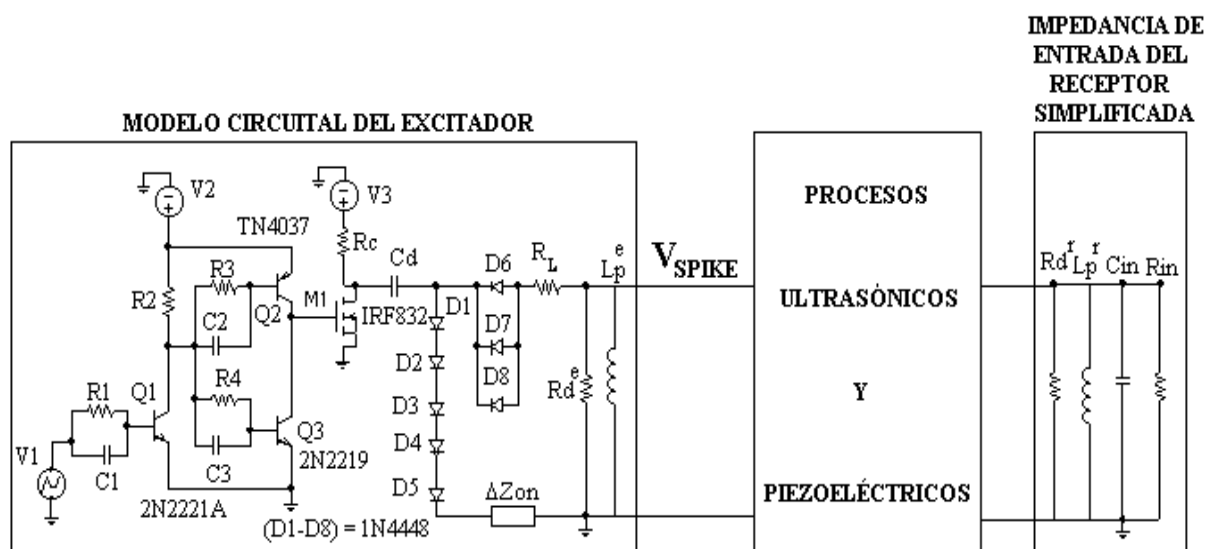 IMPEDANCIA DE
ENTRADA DEL
RECEPTOR
SIMPLIFICADA
MODELO CIRCUITAL DEL EXCITADOR
V2
V3
TN4037
Rc
Cd
R3
R2
Q2
M1
IRF832
D1
D6
R_L
Lp^e
V_SPIKE
PROCESOS
ULTRASÓNICOS
Y
PIEZOELÉCTRICOS
Rd^r
Lp^r
Cin
Rin
C2
D2
D7
D8
R1
Q1
R4
D3
Rd^e
V1
C1
C3
Q3
2N2219
D4
D5
ΔZon
2N2221A
(D1-D8) = 1N4448